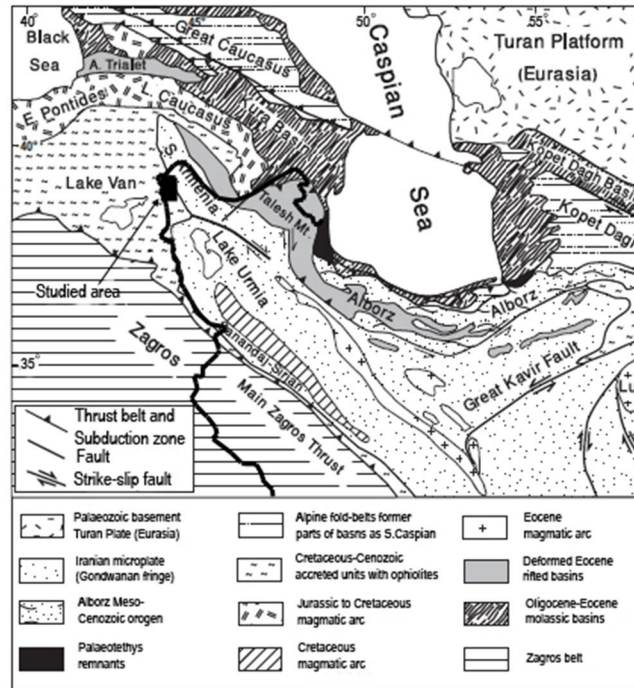 40° 45° 50° 55°
Black
Sea
Great Caucasus
A. Trialet
L. Caucasus
E. Pontides
Kura Basin
Caspian
Sea
Turan Platform
(Eurasia)
Kopet Dagh Basin
Kopet Dagh
40°
Lake Van
Talesh Mt.
Lake Urmia
Studied area
Alborz
Alborz
Zagros
Sanandaj-Sirjan
Main Zagros Thrust
Great Kavir Fault
Lu
35°
Thrust belt and
Subduction zone
Fault
Strike-slip fault
Palaeozoic basement
Turan Plate (Eurasia)
Alpine fold-belts former
parts of basns as S.Caspian
Eocene
magmatic arc
Iranian microplate
(Gondwanan fringe)
Cretaceous-Cenozoic
accreted units with ophiolites
Deformed Eocene
rifted basins
Alborz Meso-
Cenozoic orogen
Jurassic to Cretaceous
magmatic arc
Oligocene-Eocene
molassic basins
Palaeotethys
remnants
Cretaceous
magmatic arc
Zagros belt